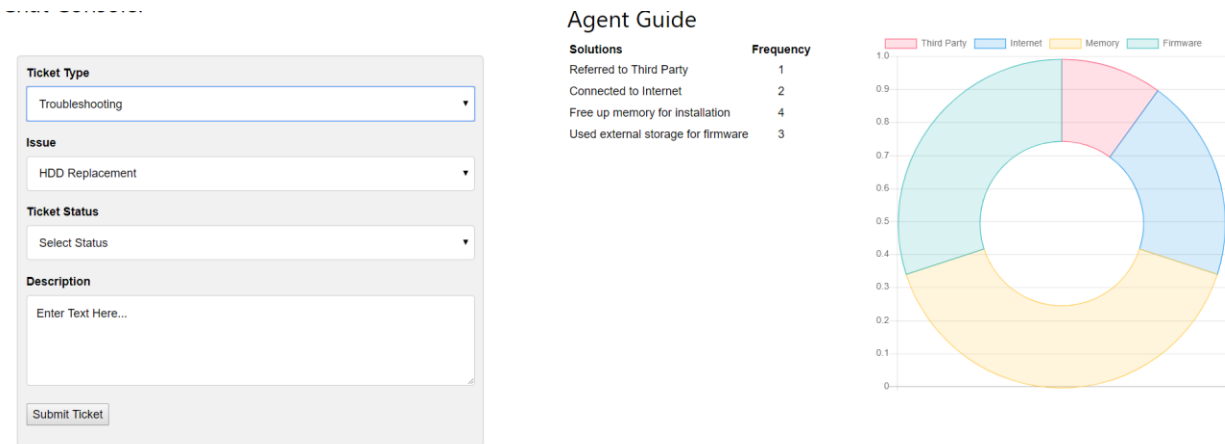 Ticket Type
Troubleshooting
Issue
HDD Replacement
Ticket Status
Select Status
Description
Enter Text Here...
Submit Ticket
Agent Guide
Solutions Frequency
Referred to Third Party 1
Connected to Internet 2
Free up memory for installation 4
Used external storage for firmware 3
Third Party Internet Memory Firmware
1.0
0.9
0.8
0.7
0.6
0.5
0.4
0.3
0.2
0.1
0